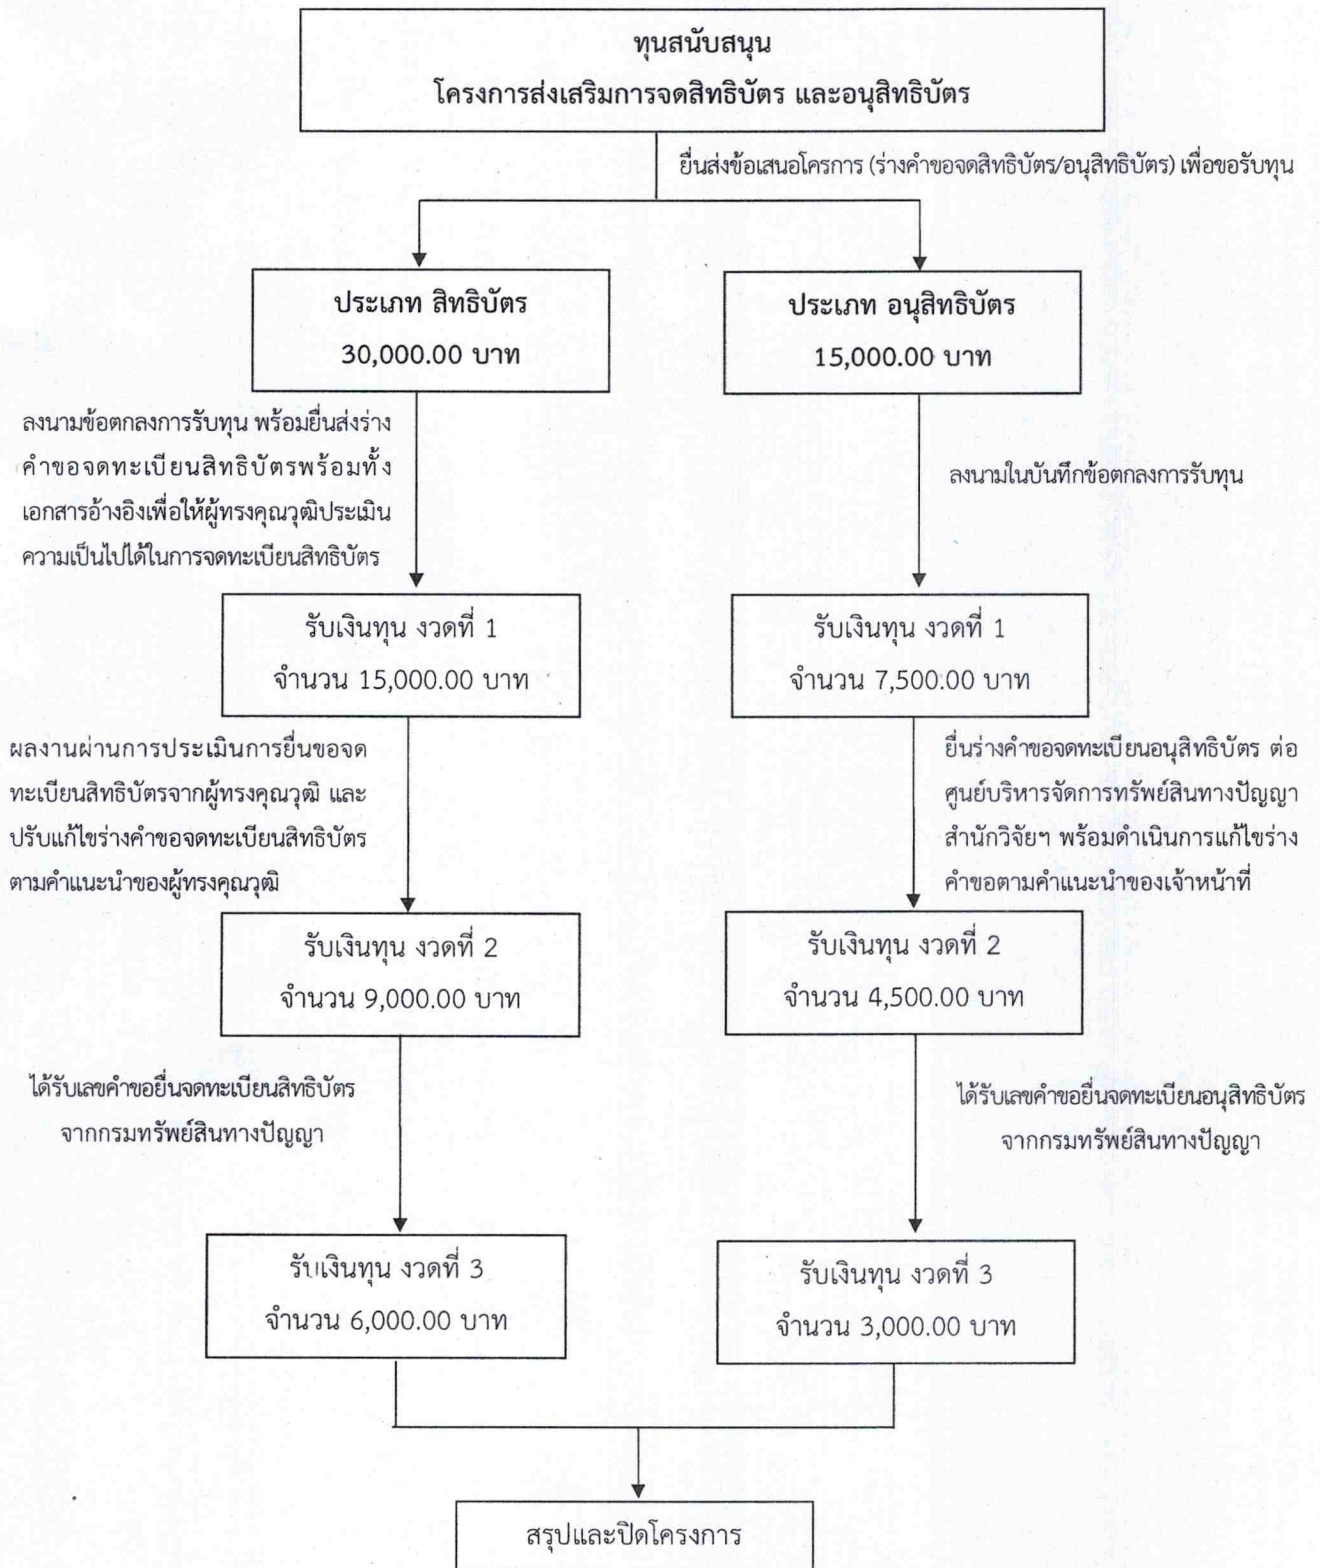 ทุนสนับสนุน
โครงการส่งเสริมการจดสิทธิบัตร และอนุสิทธิบัตร
ยื่นส่งข้อเสนอโครงการ (ร่างคำขอจดสิทธิบัตร/อนุสิทธิบัตร) เพื่อขอรับทุน
ประเภท สิทธิบัตร
30,000.00 บาท
ประเภท อนุสิทธิบัตร
15,000.00 บาท
ลงนามข้อตกลงการรับทุน พร้อมยื่นส่งร่าง
คำขอจดทะเบียนสิทธิบัตรพร้อมทั้ง
เอกสารอ้างอิงเพื่อให้ผู้ทรงคุณวุฒิประเมิน
ความเป็นไปได้ในการจดทะเบียนสิทธิบัตร
ลงนามในบันทึกข้อตกลงการรับทุน
รับเงินทุน งวดที่ 1
จำนวน 15,000.00 บาท
รับเงินทุน งวดที่ 1
จำนวน 7,500.00 บาท
ผลงานผ่านการประเมินการยื่นขอจด
ทะเบียนสิทธิบัตรจากผู้ทรงคุณวุฒิ และ
ปรับแก้ไขร่างคำขอจดทะเบียนสิทธิบัตร
ตามคำแนะนำของผู้ทรงคุณวุฒิ
ยื่นร่างคำขอจดทะเบียนอนุสิทธิบัตร ต่อ
ศูนย์บริหารจัดการทรัพย์สินทางปัญญา
สำนักวิจัยฯ พร้อมดำเนินการแก้ไขร่าง
คำขอตามคำแนะนำของเจ้าหน้าที่
รับเงินทุน งวดที่ 2
จำนวน 9,000.00 บาท
รับเงินทุน งวดที่ 2
จำนวน 4,500.00 บาท
ได้รับเลขคำขอยื่นจดทะเบียนสิทธิบัตร
จากกรมทรัพย์สินทางปัญญา
ได้รับเลขคำขอยื่นจดทะเบียนอนุสิทธิบัตร
จากกรมทรัพย์สินทางปัญญา
รับเงินทุน งวดที่ 3
จำนวน 6,000.00 บาท
รับเงินทุน งวดที่ 3
จำนวน 3,000.00 บาท
สรุปและปิดโครงการ